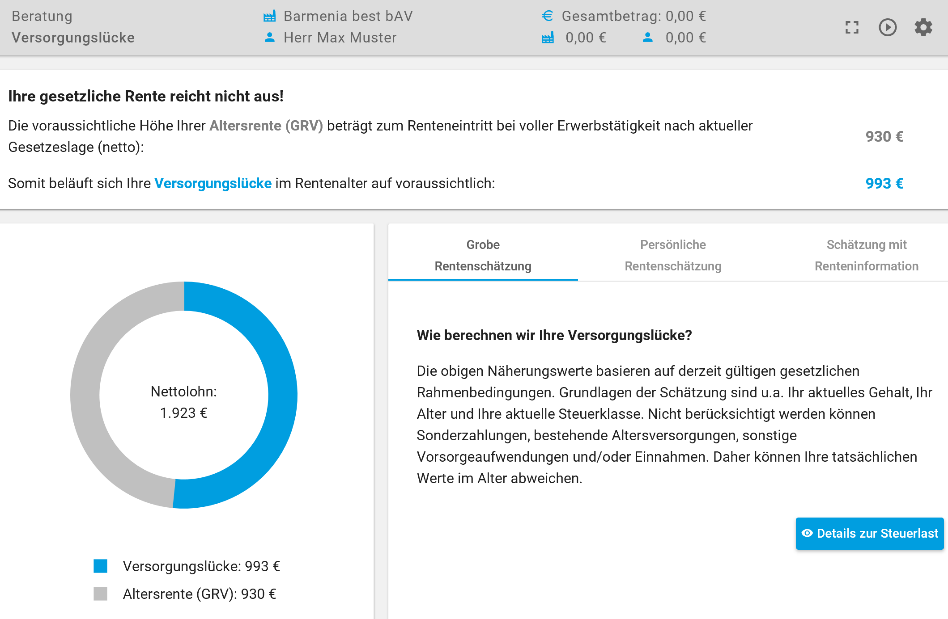 Beratung
Versorgungslücke
Barmenia best bAV
Herr Max Muster
€ Gesamtbetrag: 0,00 €
0,00 € 0,00 €
Ihre gesetzliche Rente reicht nicht aus!
Die voraussichtliche Höhe Ihrer Altersrente (GRV) beträgt zum Renteneintritt bei voller Erwerbstätigkeit nach aktueller
Gesetzeslage (netto):
930 €
Somit beläuft sich Ihre Versorgungslücke im Rentenalter auf voraussichtlich:
993 €
Nettolohn:
1.923 €
Versorgungslücke: 993 €
Altersrente (GRV): 930 €
Grobe
Rentenschätzung
Persönliche
Rentenschätzung
Schätzung mit
Renteninformation
Wie berechnen wir Ihre Versorgungslücke?
Die obigen Näherungswerte basieren auf derzeit gültigen gesetzlichen
Rahmenbedingungen. Grundlagen der Schätzung sind u.a. Ihr aktuelles Gehalt, Ihr
Alter und Ihre aktuelle Steuerklasse. Nicht berücksichtigt werden können
Sonderzahlungen, bestehende Altersversorgungen, sonstige
Vorsorgeaufwendungen und/oder Einnahmen. Daher können Ihre tatsächlichen
Werte im Alter abweichen.
Details zur Steuerlast